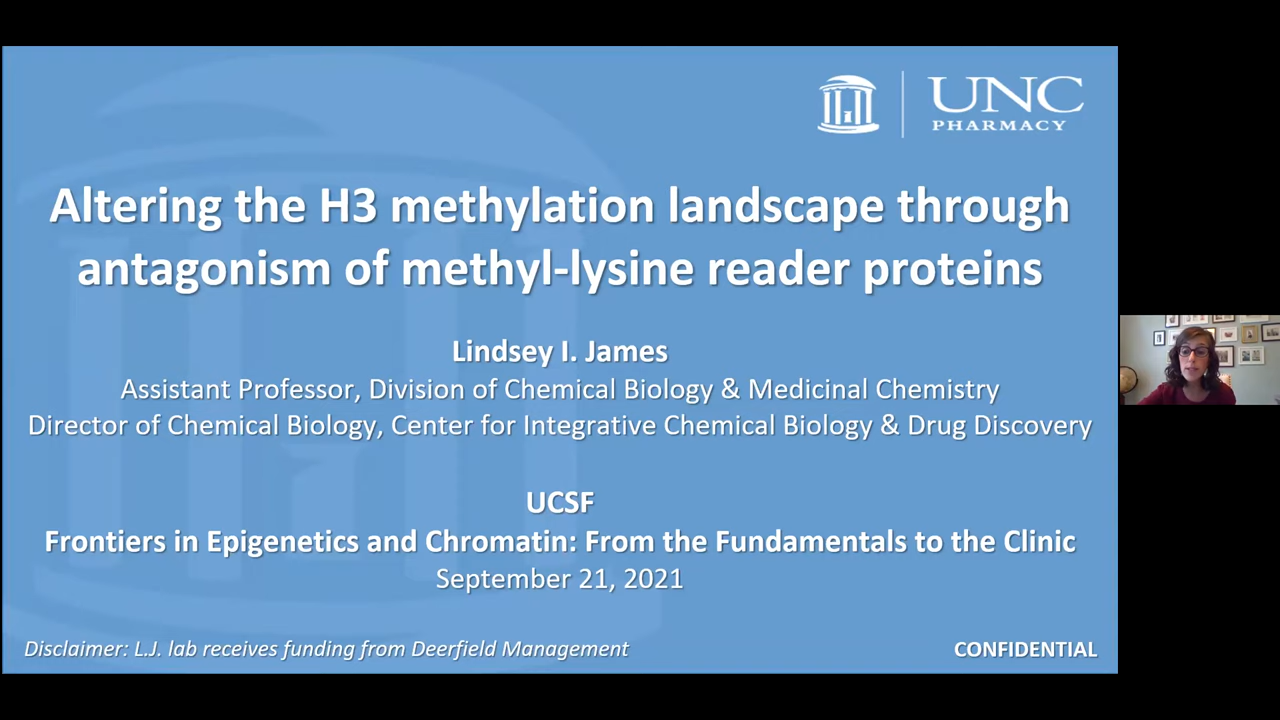 UNC
PHARMACY
Altering the H3 methylation landscape through
antagonism of methyl-lysine reader proteins
Lindsey I. James
Assistant Professor, Division of Chemical Biology & Medicinal Chemistry
Director of Chemical Biology, Center for Integrative Chemical Biology & Drug Discovery
UCSF
Frontiers in Epigenetics and Chromatin: From the Fundamentals to the Clinic
September 21, 2021
Disclaimer: L.J. lab receives funding from Deerfield Management
CONFIDENTIAL